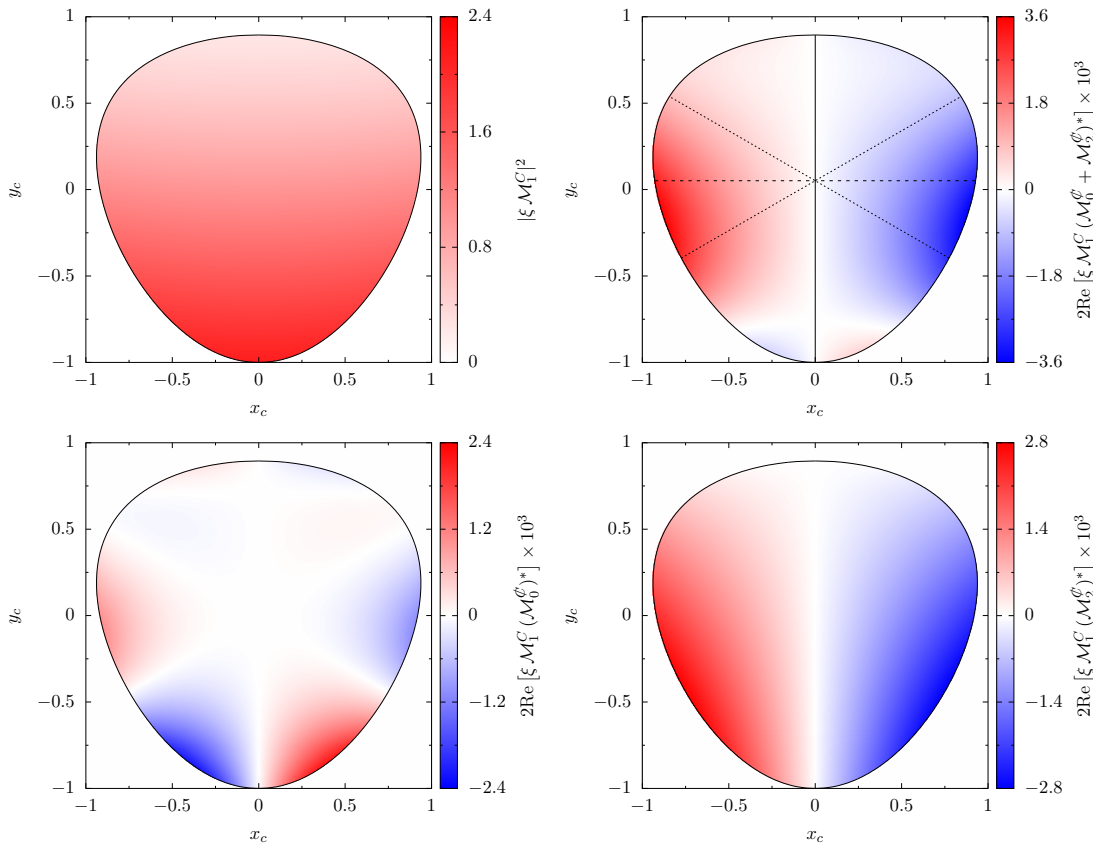 1
0.5
0
−0.5
−1
−1 −0.5 0 0.5 1
y_c
x_c
2.4
1.6
0.8
0
|ξ M_1^C|^2
1
0.5
0
−0.5
−1
−1 −0.5 0 0.5 1
y_c
x_c
3.6
1.8
0
−1.8
−3.6
2Re [ξ M_1^C (M_0^₵ + M_2^₵)*] × 10^3
1
0.5
0
−0.5
−1
−1 −0.5 0 0.5 1
y_c
x_c
2.4
1.2
0
−1.2
−2.4
2Re [ξ M_1^C (M_0^₵)*] × 10^3
1
0.5
0
−0.5
−1
−1 −0.5 0 0.5 1
y_c
x_c
2.8
1.4
0
−1.4
−2.8
2Re [ξ M_1^C (M_2^₵)*] × 10^3